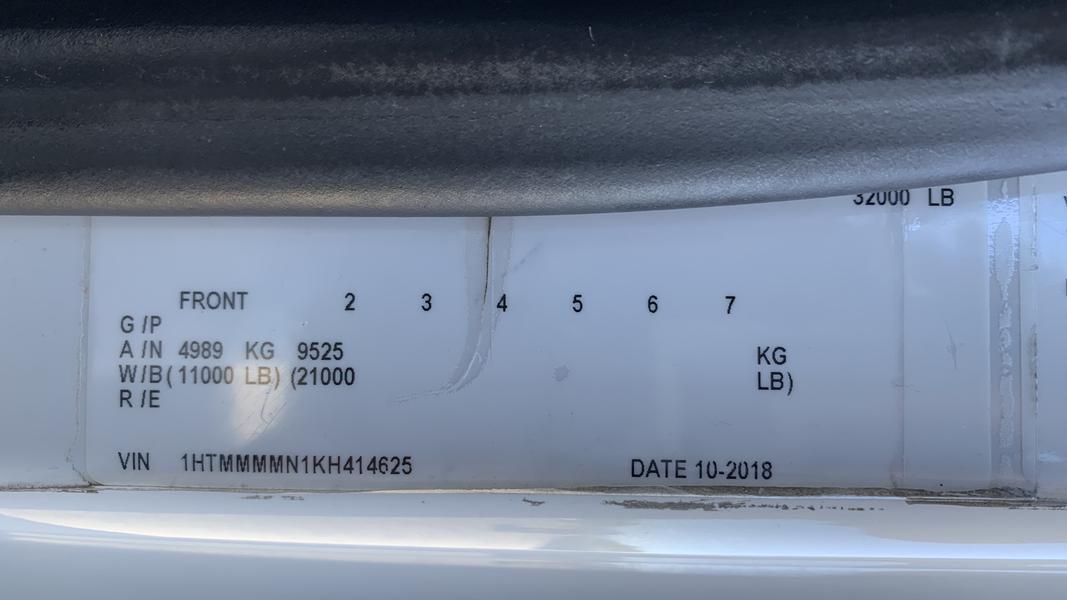 32000 LB
FRONT 2 3 4 5 6 7
G /P
A /N 4989 KG 9525 KG
W/B( 11000 LB) (21000 LB)
R /E
VIN 1HTMMMMN1KH414625 DATE 10-2018